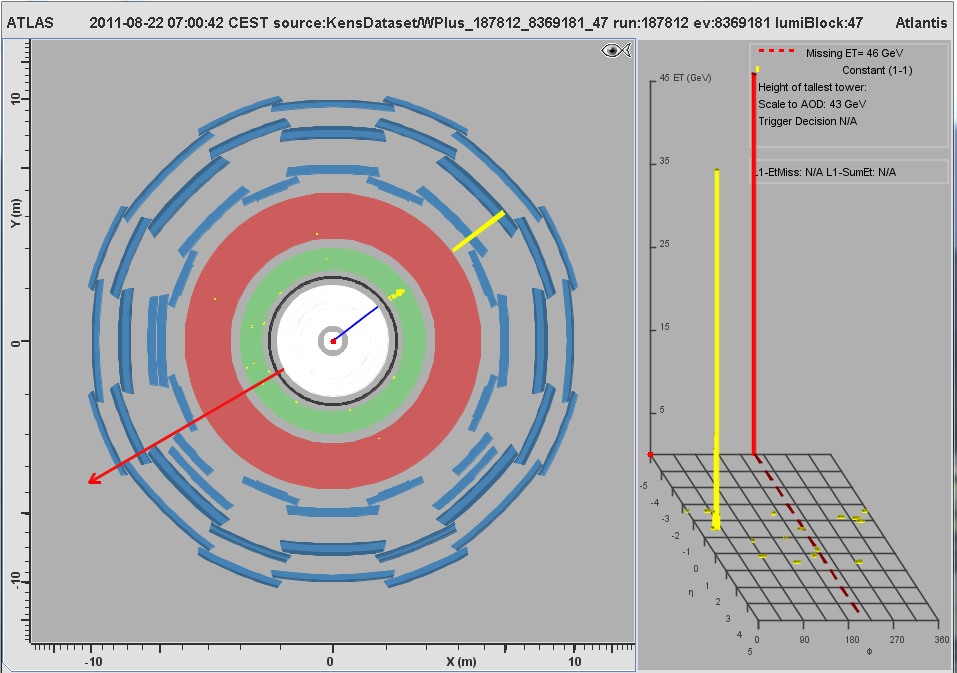 ATLAS 2011-08-22 07:00:42 CEST source:KensDataset/WPlus_187812_8369181_47 run:187812 ev:8369181 lumiBlock:47 Atlantis
Missing ET= 46 GeV
Constant (1-1)
Height of tallest tower:
Scale to AOD: 43 GeV
Trigger Decision N/A
L1-EtMiss: N/A L1-SumEt: N/A
10
Y (m)
0
-10
-10
0
X (m)
10
45 ET (GeV)
35
25
15
5
-5
-4
-3
-2
-1
0
η
1
2
3
4
5
0
90
180
270
360
Φ